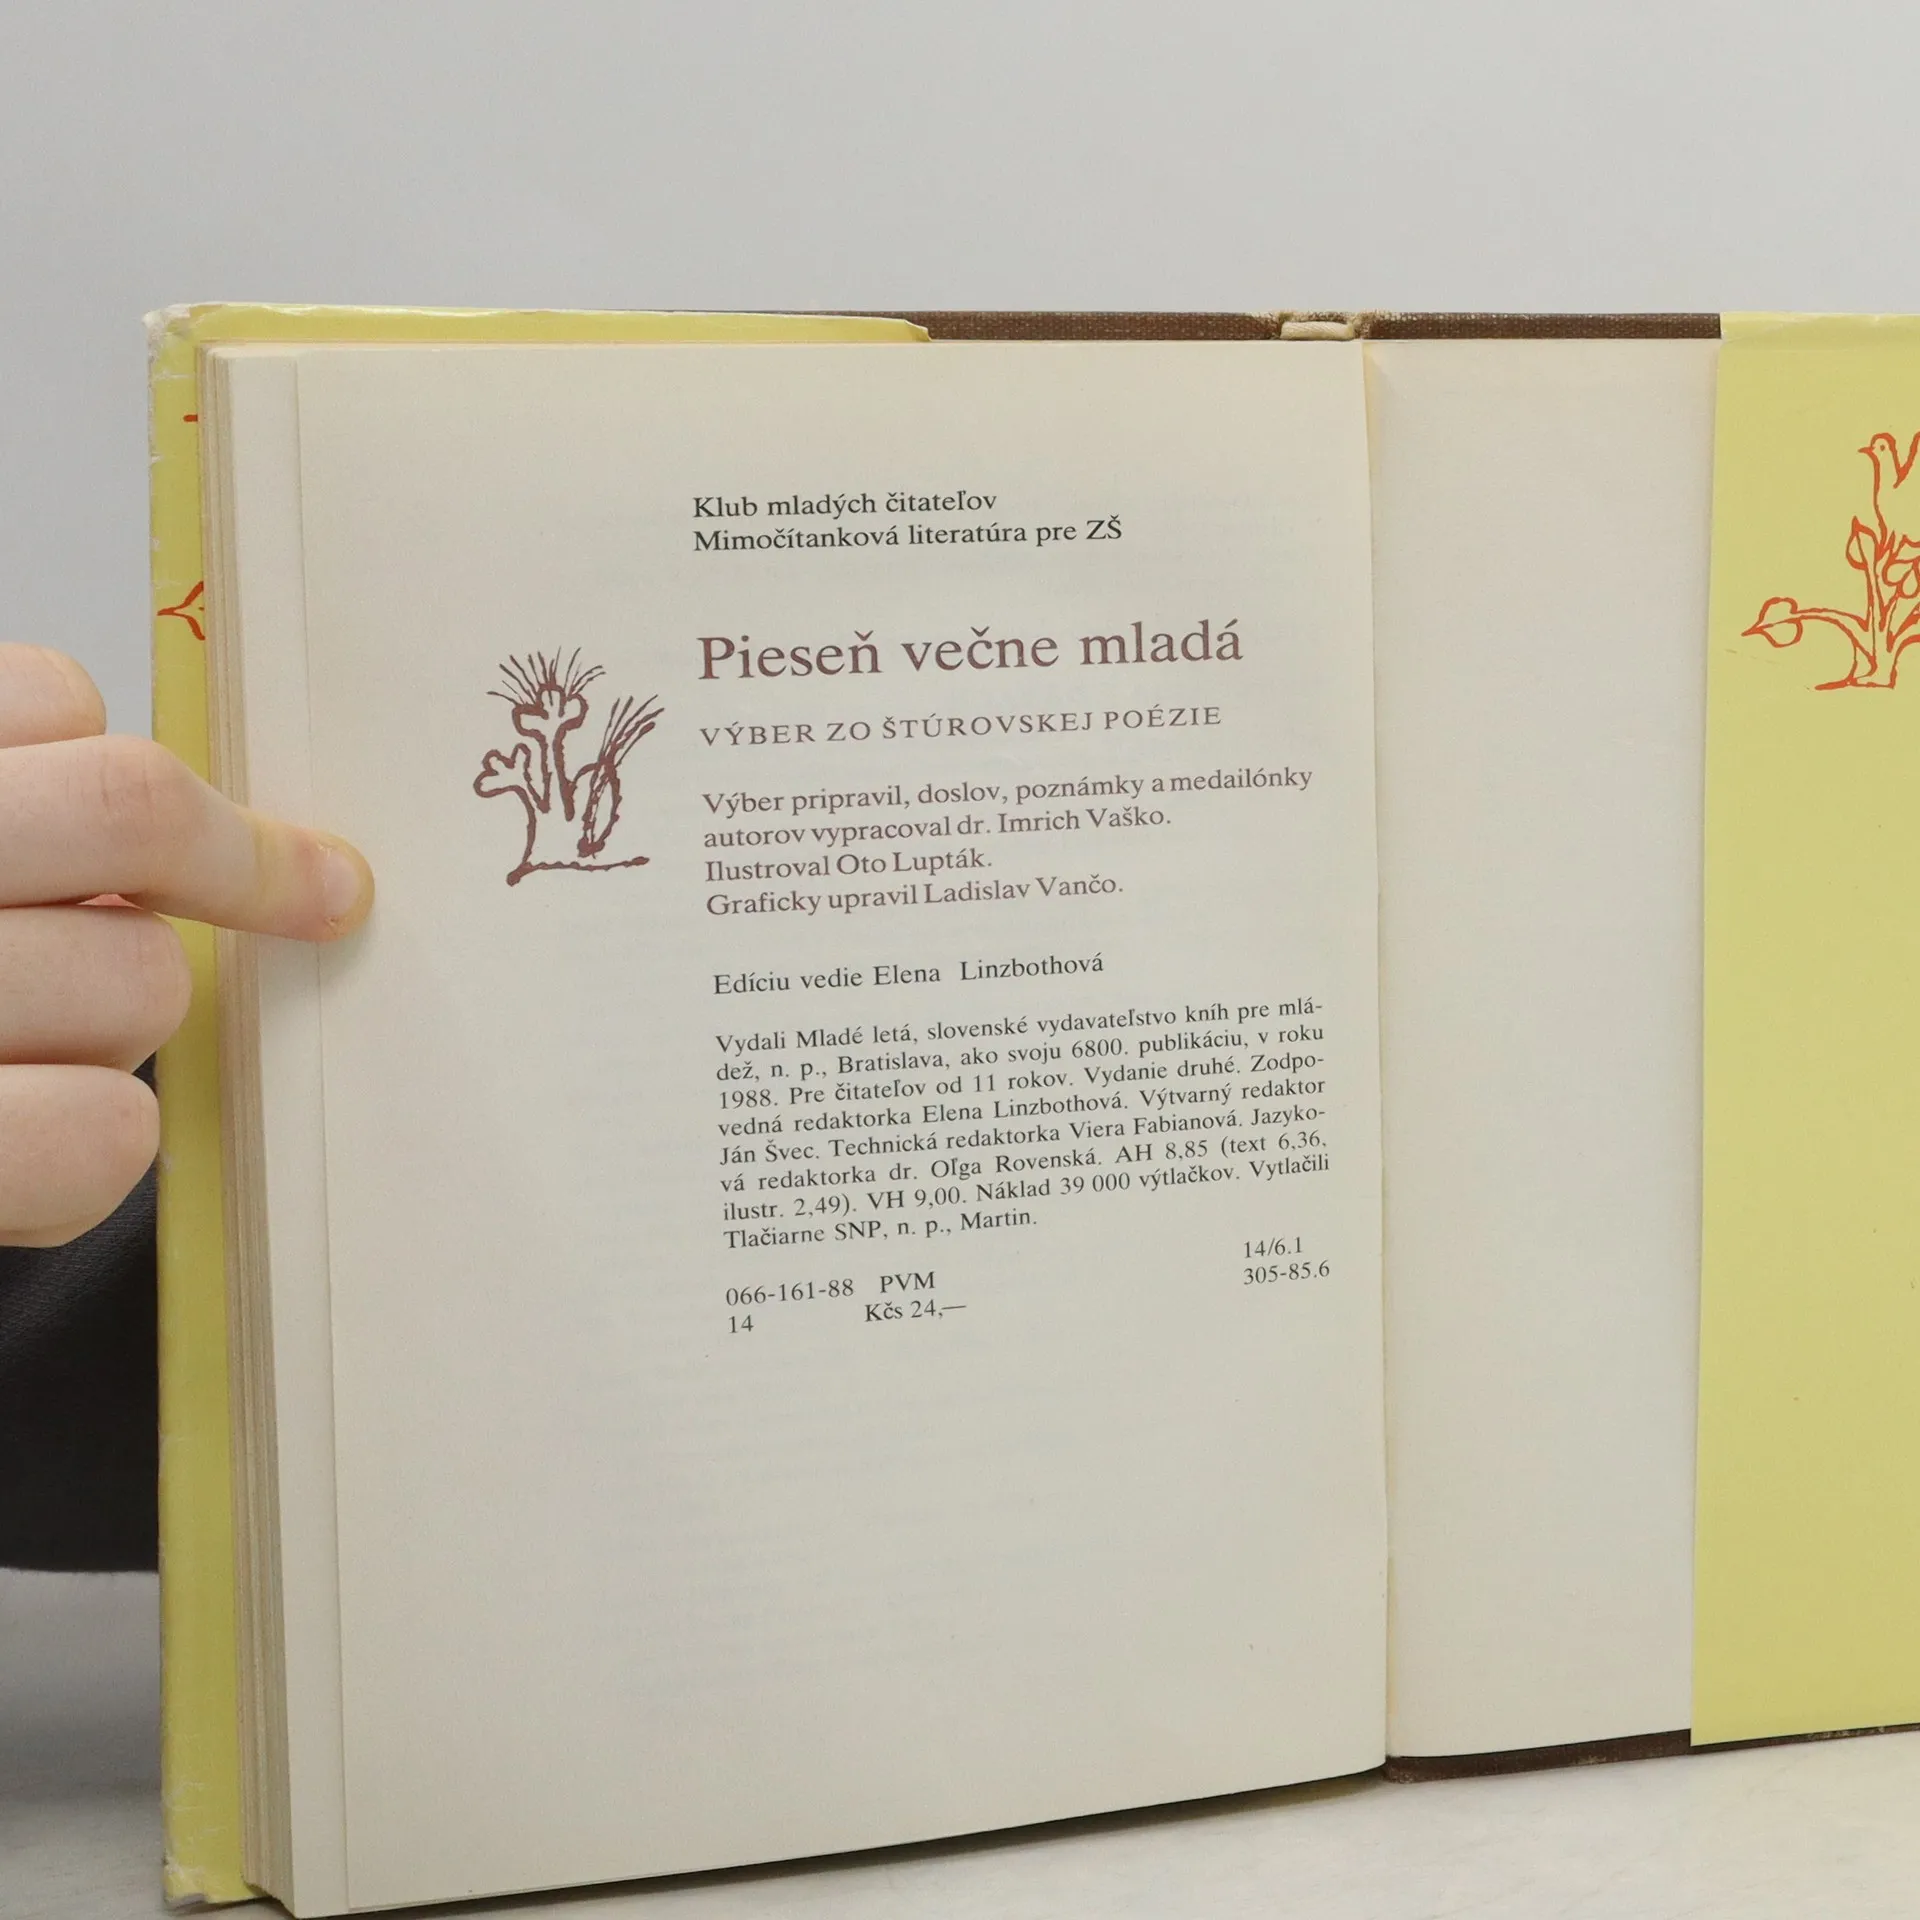 Klub mladých čitateľov
Mimočítanková literatúra pre ZŠ
Pieseň večne mladá
VÝBER ZO ŠTÚROVSKEJ POÉZIE
Výber pripravil, doslov, poznámky a medailónky
autorov vypracoval dr. Imrich Vaško.
Ilustroval Oto Lupták.
Graficky upravil Ladislav Vančo.
Edíciu vedie Elena Linzbothová
Vydali Mladé letá, slovenské vydavateľstvo kníh pre mlá-
dež, n. p., Bratislava, ako svoju 6800. publikáciu, v roku
1988. Pre čitateľov od 11 rokov. Vydanie druhé. Zodpo-
vedná redaktorka Elena Linzbothová. Výtvarný redaktor
Ján Švec. Technická redaktorka Viera Fabianová. Jazyko-
vá redaktorka dr. Oľga Rovenská. AH 8,85 (text 6,36,
ilustr. 2,49). VH 9,00. Náklad 39 000 výtlačkov. Vytlačili
Tlačiarne SNP, n. p., Martin.
066-161-88 PVM 14/6.1
14 Kčs 24,— 305-85.6